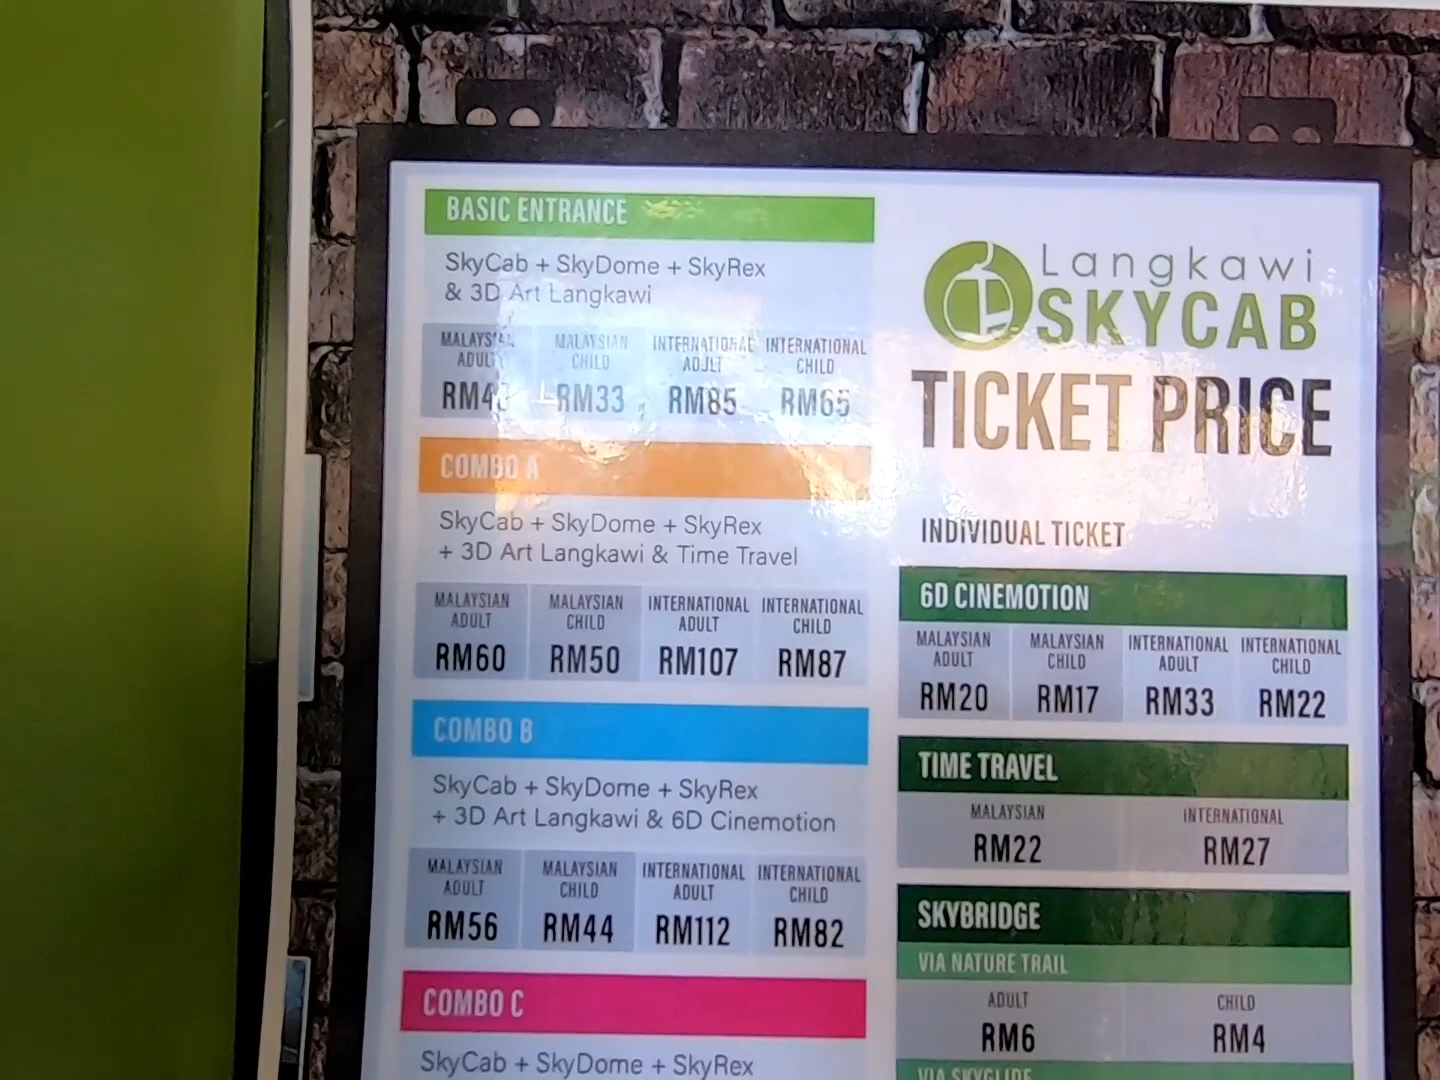 BASIC ENTRANCE
SkyCab + SkyDome + SkyRex
& 3D Art Langkawi
MALAYSIAN ADULT
MALAYSIAN CHILD
INTERNATIONAL ADULT
INTERNATIONAL CHILD
RM33
RM85
RM65
COMBO A
SkyCab + SkyDome + SkyRex
+ 3D Art Langkawi & Time Travel
MALAYSIAN ADULT
MALAYSIAN CHILD
INTERNATIONAL ADULT
INTERNATIONAL CHILD
RM60
RM50
RM107
RM87
COMBO B
SkyCab + SkyDome + SkyRex
+ 3D Art Langkawi & 6D Cinemotion
MALAYSIAN ADULT
MALAYSIAN CHILD
INTERNATIONAL ADULT
INTERNATIONAL CHILD
RM56
RM44
RM112
RM82
COMBO C
SkyCab + SkyDome + SkyRex
Langkawi
SKYCAB
TICKET PRICE
INDIVIDUAL TICKET
6D CINEMOTION
MALAYSIAN ADULT
MALAYSIAN CHILD
INTERNATIONAL ADULT
INTERNATIONAL CHILD
RM20
RM17
RM33
RM22
TIME TRAVEL
MALAYSIAN
INTERNATIONAL
RM22
RM27
SKYBRIDGE
VIA NATURE TRAIL
ADULT
CHILD
RM6
RM4
VIA SKYGLIDE